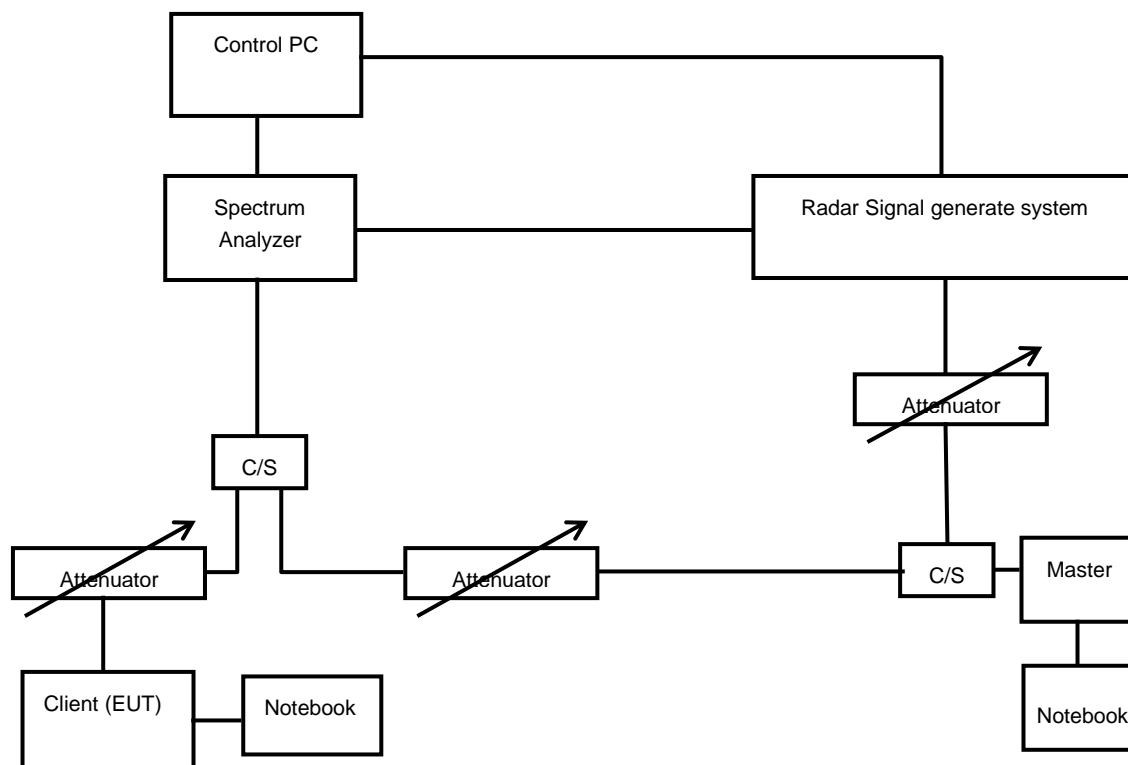 Control PC
Spectrum
Analyzer
Radar Signal generate system
Attenuator
C/S
Attenuator
Attenuator
C/S
Master
Client (EUT)
Notebook
Notebook